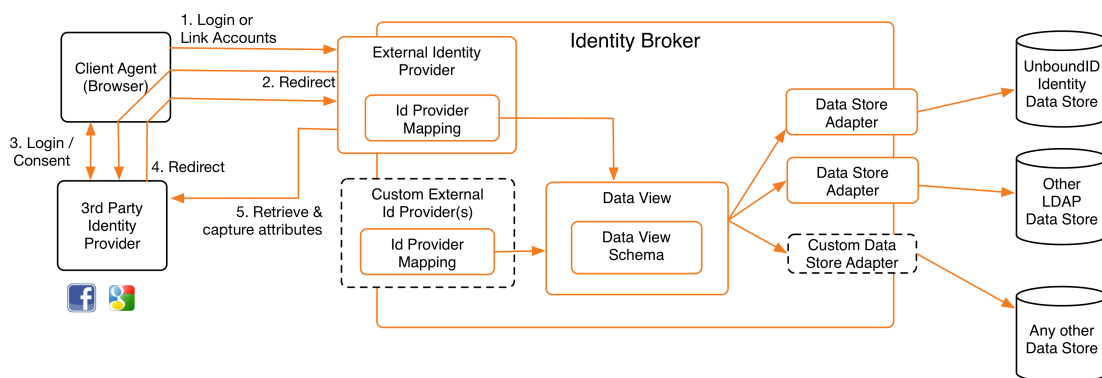 1. Login or
Link Accounts
Identity Broker
Client Agent
(Browser)
External Identity
Provider
2. Redirect
Id Provider
Mapping
3. Login /
Consent
4. Redirect
3rd Party
Identity
Provider
5. Retrieve &
capture attributes
Custom External
Id Provider(s)
Id Provider
Mapping
Data View
Data View
Schema
Data Store
Adapter
Data Store
Adapter
Custom Data
Store Adapter
UnboundID
Identity
Data Store
Other
LDAP
Data Store
Any other
Data Store
f
g